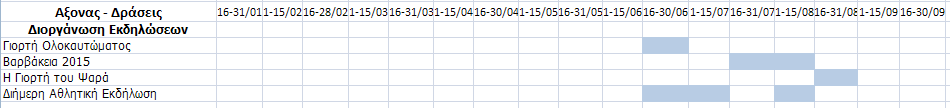 Αξονας - Δράσεις 16-31/01 1-15/02 16-28/02 1-15/03 16-31/03 1-15/04 16-30/04 1-15/05 16-31/05 1-15/06 16-30/06 1-15/07 16-31/07 1-15/08 16-31/08 1-15/09 16-30/09
Διοργάνωση Εκδηλώσεων
Γιορτή Ολοκαυτώματος
Βαρβάκεια 2015
Η Γιορτή του Ψαρά
Διήμερη Αθλητική Εκδήλωση